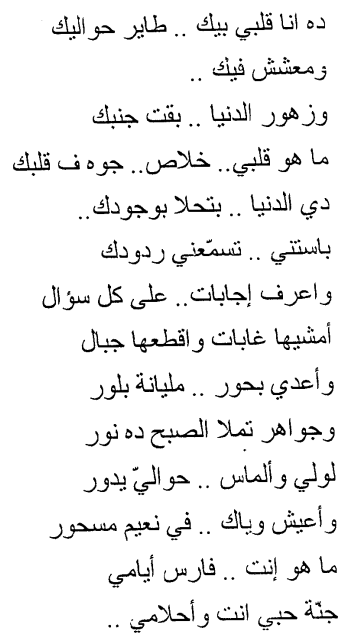 ده انا قلبي بيك .. طاير حواليك
ومعشش فيك ..
وزهور الدنيا .. بقت جنبك
ما هو قلبي.. خلاص.. جوه ف قلبك
دي الدنيا .. بتحلا بوجودك..
باستني .. تسمّعني ردودك
واعرف إجابات.. على كل سؤال
أمشيها غابات واقطعها جبال
وأعدي بحور .. مليانة بلور
وجواهر تملا الصبح ده نور
لولي وألماس .. حواليّ يدور
وأعيش وياك .. في نعيم مسحور
ما هو إنت .. فارس أيامي
جنّة حبي انت وأحلامي ..